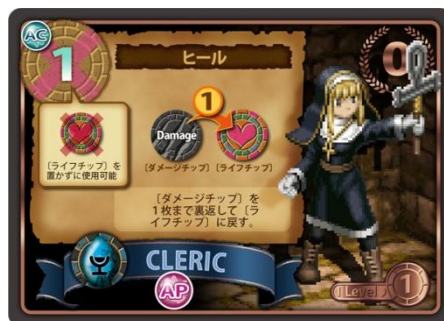 AC
1
ヒール
0
1
Damage
〔ダメージチップ〕
〔ライフチップ〕
〔ライフチップ〕を
置かずに使用可能
〔ダメージチップ〕を
1枚まで裏返して〔ラ
イフチップ〕に戻す。
CLERIC
AP
Level
1